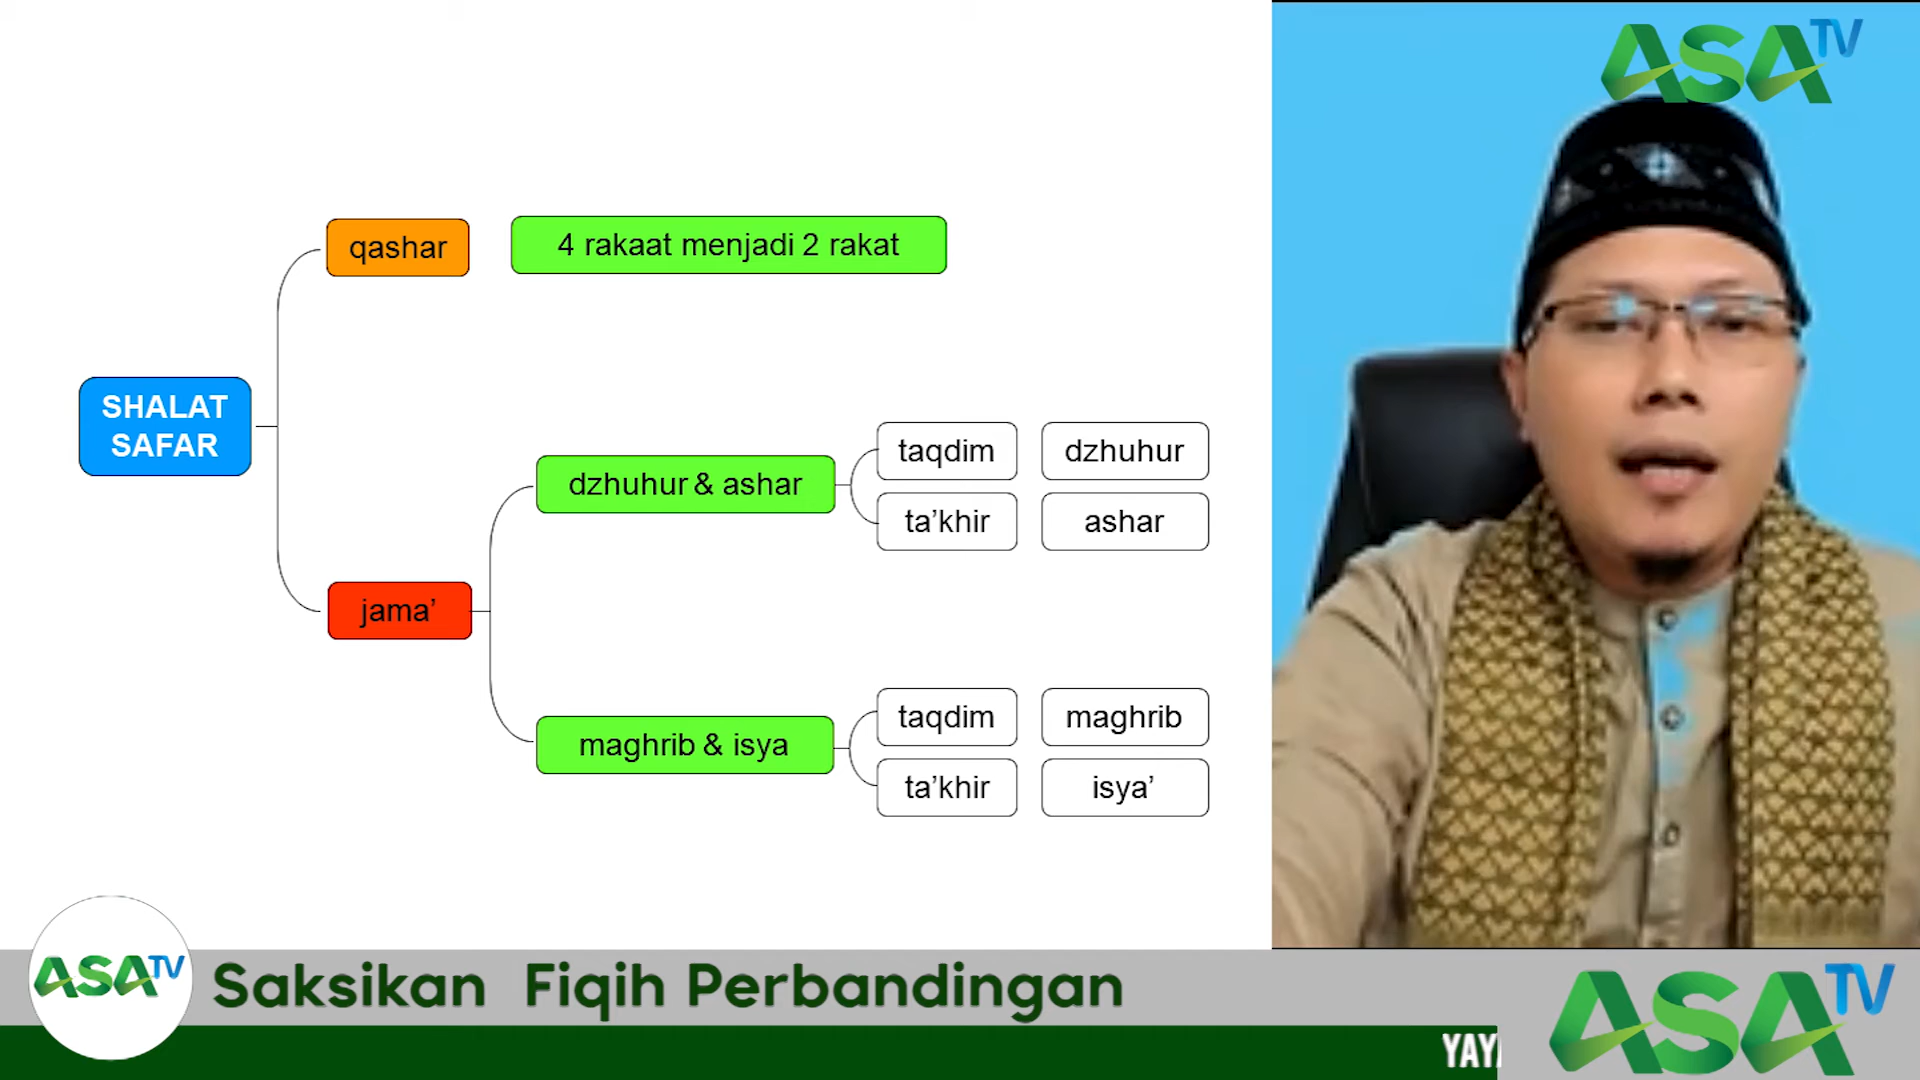 ASA TV
qashar
4 rakaat menjadi 2 rakat
SHALAT
SAFAR
taqdim
dzhuhur
dzhuhur & ashar
ta’khir
ashar
jama’
taqdim
maghrib
maghrib & isya
ta’khir
isya’
ASA TV
Saksikan Fiqih Perbandingan
ASA TV